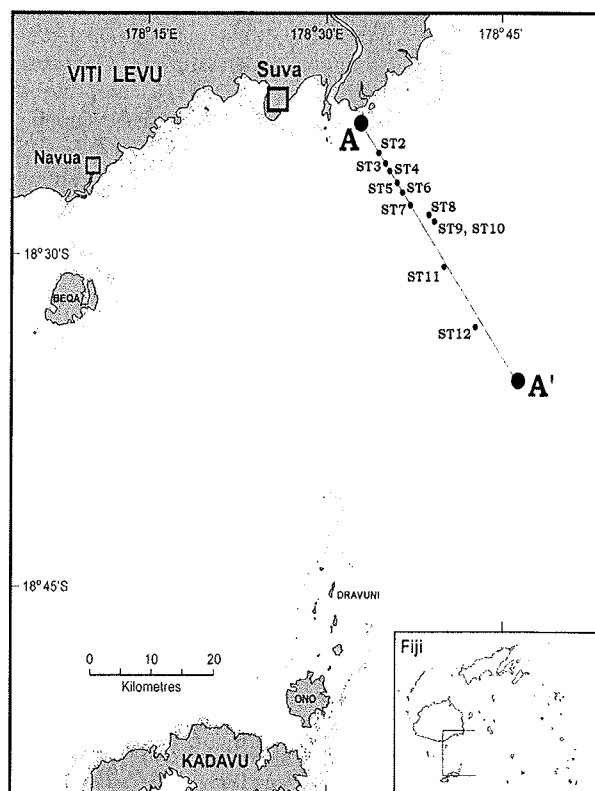 178°15'E
178°30'E
178°45'
VITI LEVU
Suva
A
Navua
ST2
ST3
ST4
ST5
ST6
ST7
ST8
ST9, ST10
18°30'S
BEQA
ST11
ST12
A'
18°45'S
DRAVUNI
0 10 20
Kilometres
ONO
KADAVU
Fiji